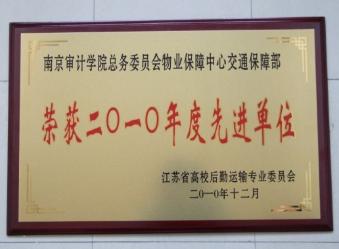 南京审计学院总务委员会物业保障中心交通保障部
荣获二〇一〇年度先进单位
江苏省高校后勤运输专业委员会
二〇一〇年十二月